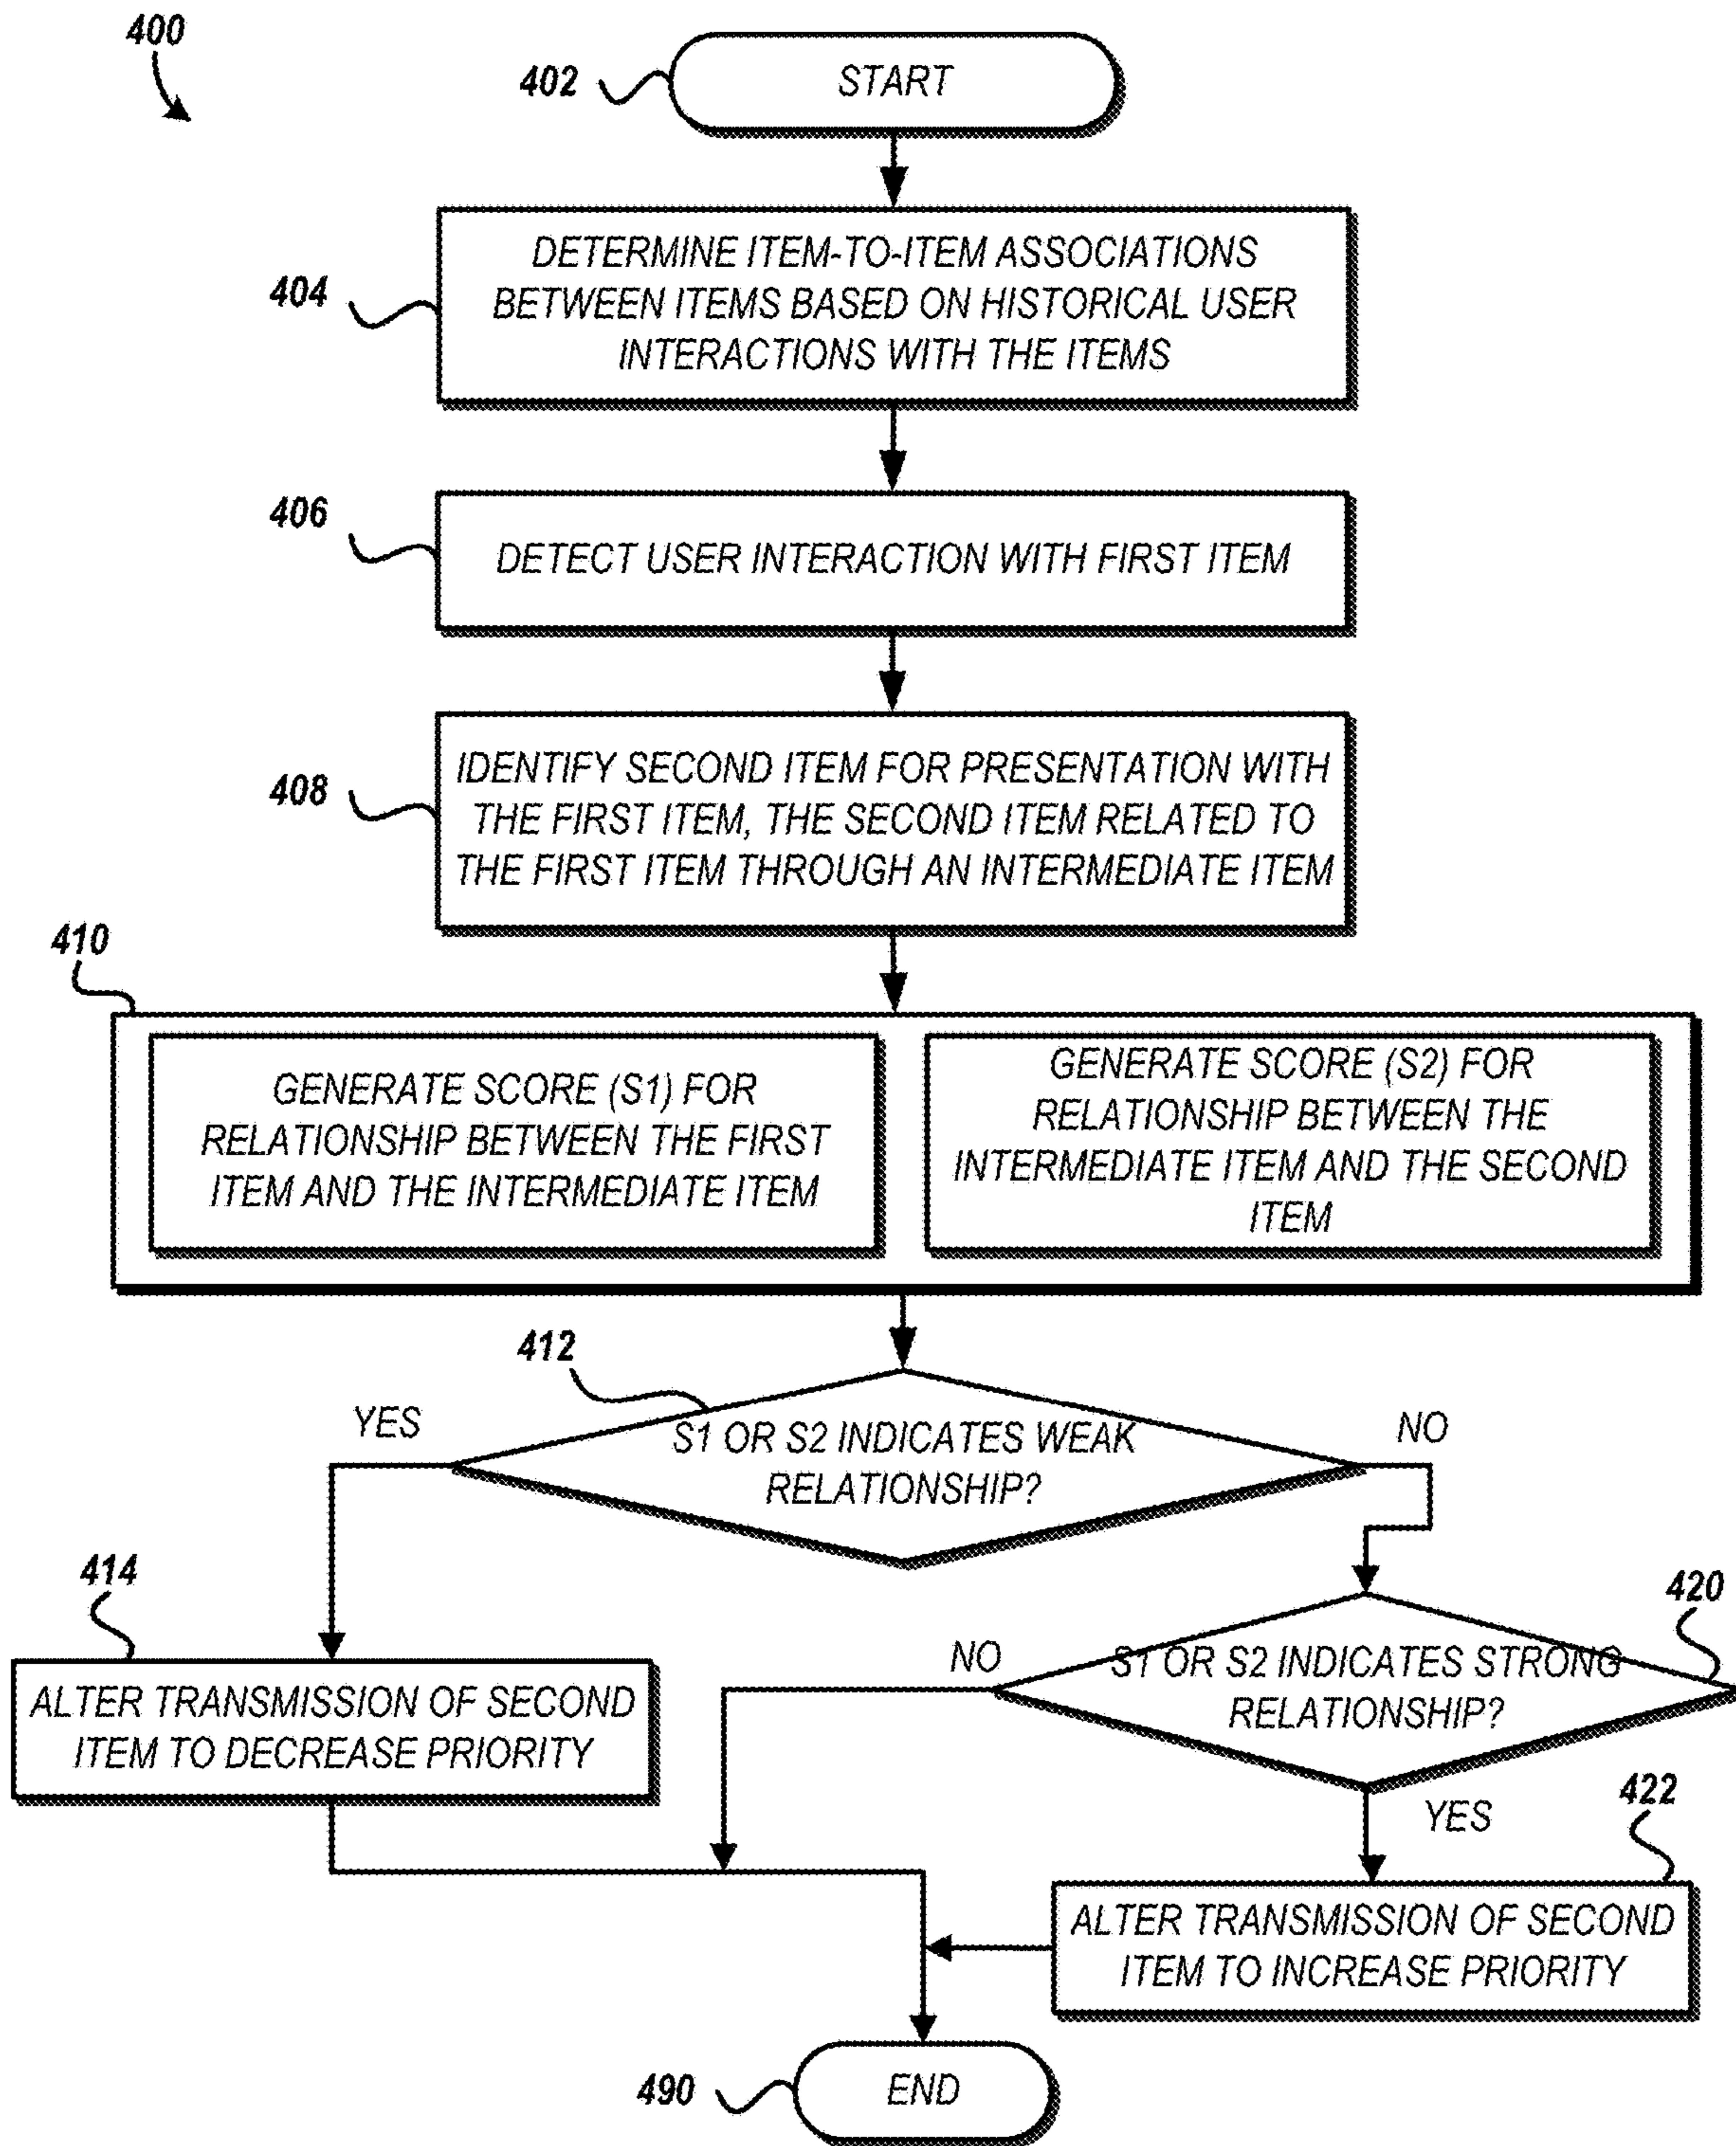 400
402
START
404
DETERMINE ITEM-TO-ITEM ASSOCIATIONS
BETWEEN ITEMS BASED ON HISTORICAL USER
INTERACTIONS WITH THE ITEMS
406
DETECT USER INTERACTION WITH FIRST ITEM
408
IDENTIFY SECOND ITEM FOR PRESENTATION WITH
THE FIRST ITEM, THE SECOND ITEM RELATED TO
THE FIRST ITEM THROUGH AN INTERMEDIATE ITEM
410
GENERATE SCORE (S1) FOR
RELATIONSHIP BETWEEN THE FIRST
ITEM AND THE INTERMEDIATE ITEM
GENERATE SCORE (S2) FOR
RELATIONSHIP BETWEEN THE
INTERMEDIATE ITEM AND THE SECOND
ITEM
412
YES
S1 OR S2 INDICATES WEAK
RELATIONSHIP?
NO
414
ALTER TRANSMISSION OF SECOND
ITEM TO DECREASE PRIORITY
420
NO
S1 OR S2 INDICATES STRONG
RELATIONSHIP?
YES
422
ALTER TRANSMISSION OF SECOND
ITEM TO INCREASE PRIORITY
490
END